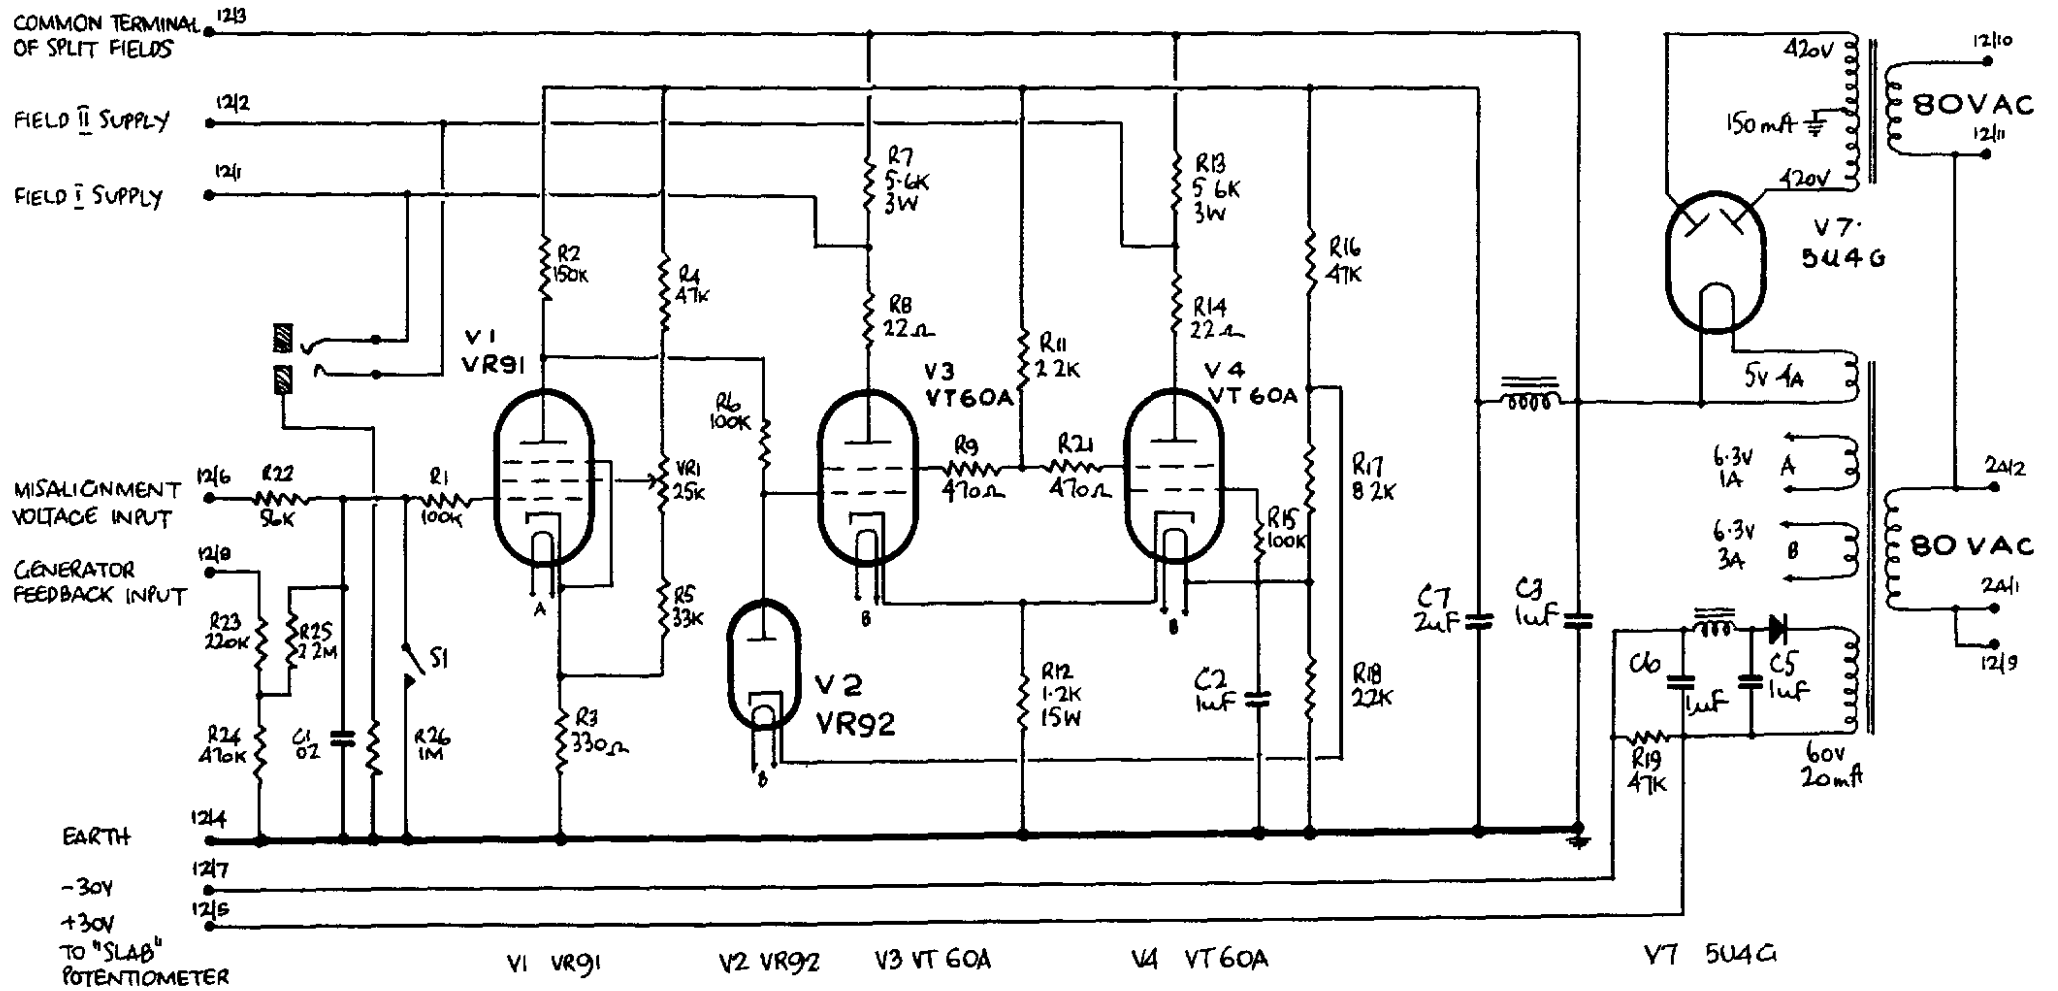 COMMON TERMINAL
OF SPLIT FIELDS
12/3
FIELD II SUPPLY
12/2
FIELD I SUPPLY
12/1
MISALIGNMENT
VOLTAGE INPUT
12/6
R22
56K
R1
100K
GENERATOR
FEEDBACK INPUT
12/8
R23
220K
R25
2 2M
R24
470K
C1
02
R26
1M
S1
EARTH
12/4
-30V
12/7
+30V
12/5
TO "SLAB"
POTENTIOMETER
V1
VR91
R2
150K
R4
47K
VR1
25K
R5
33K
R3
330Ω
A
R6
100K
V2
VR92
B
R7
5·6K
3W
R8
22Ω
V3
VT60A
B
R9
470Ω
R11
2 2K
R21
470Ω
R12
1·2K
15W
R13
5 6K
3W
R14
22Ω
V4
VT60A
B
R15
100K
C2
1uF
R16
47K
R17
8 2K
R18
22K
C7
2uF
C3
1uF
420V
150mA
420V
12/10
80VAC
12/11
V7·
5U4G
5V 4A
6·3V
1A
A
6·3V
3A
B
2A/2
80 VAC
2A/1
12/9
C6
1uF
C5
1uF
R19
47K
60V
20mA
V1 VR91
V2 VR92
V3 VT60A
V4 VT60A
V7 5U4G